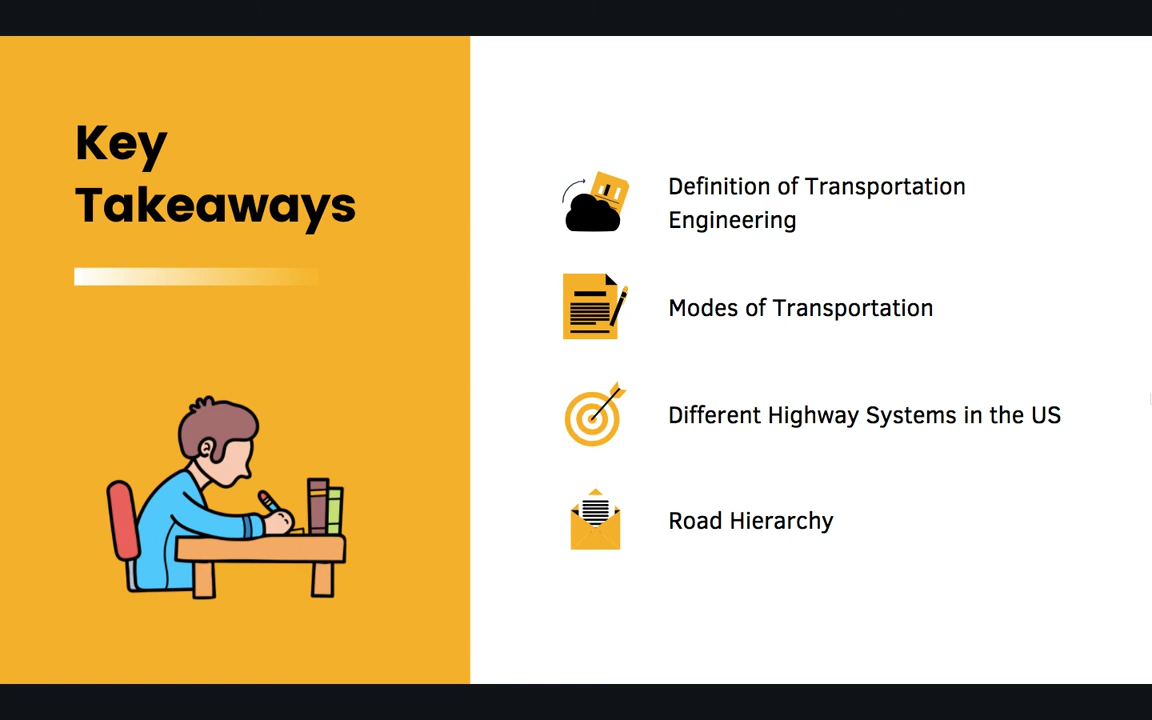 Key
Takeaways
Definition of Transportation
Engineering
Modes of Transportation
Different Highway Systems in the US
Road Hierarchy